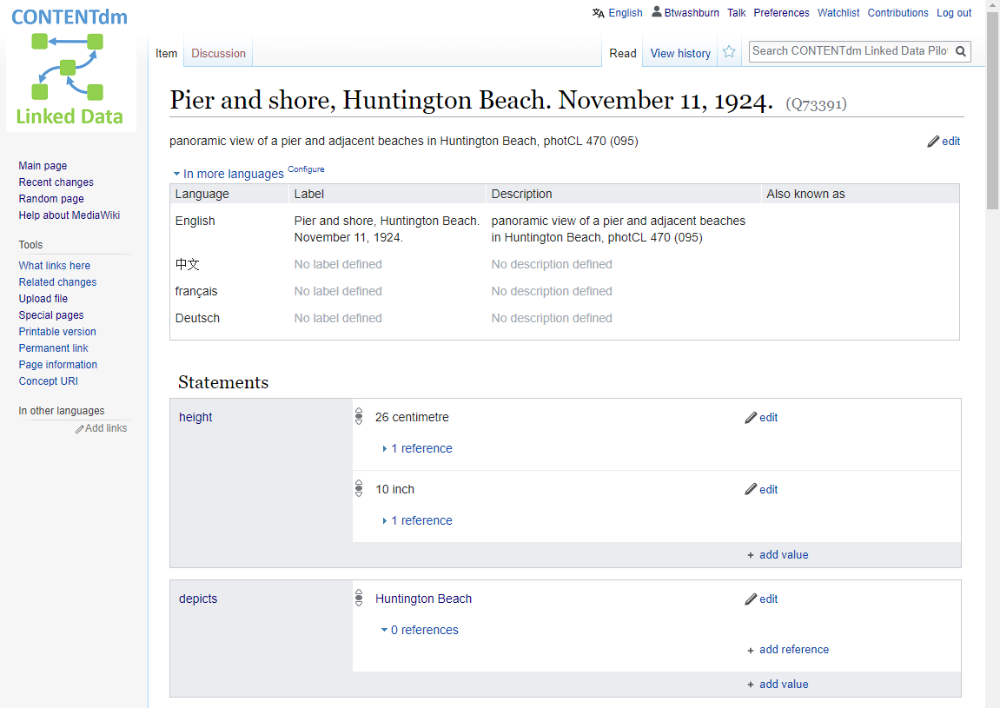 CONTENTdm
Linked Data
English Btwashburn Talk Preferences Watchlist Contributions Log out
Item Discussion Read View history Search CONTENTdm Linked Data Pilo
Pier and shore, Huntington Beach. November 11, 1924. (Q73391)
panoramic view of a pier and adjacent beaches in Huntington Beach, photCL 470 (095) edit
In more languages Configure
Language Label Description Also known as
English Pier and shore, Huntington Beach. November 11, 1924. panoramic view of a pier and adjacent beaches in Huntington Beach, photCL 470 (095)
中文 No label defined No description defined
français No label defined No description defined
Deutsch No label defined No description defined
Main page
Recent changes
Random page
Help about MediaWiki
Tools
What links here
Related changes
Upload file
Special pages
Printable version
Permanent link
Page information
Concept URI
In other languages
Add links
Statements
height 26 centimetre edit
1 reference
10 inch edit
1 reference
+ add value
depicts Huntington Beach edit
0 references
+ add reference
+ add value